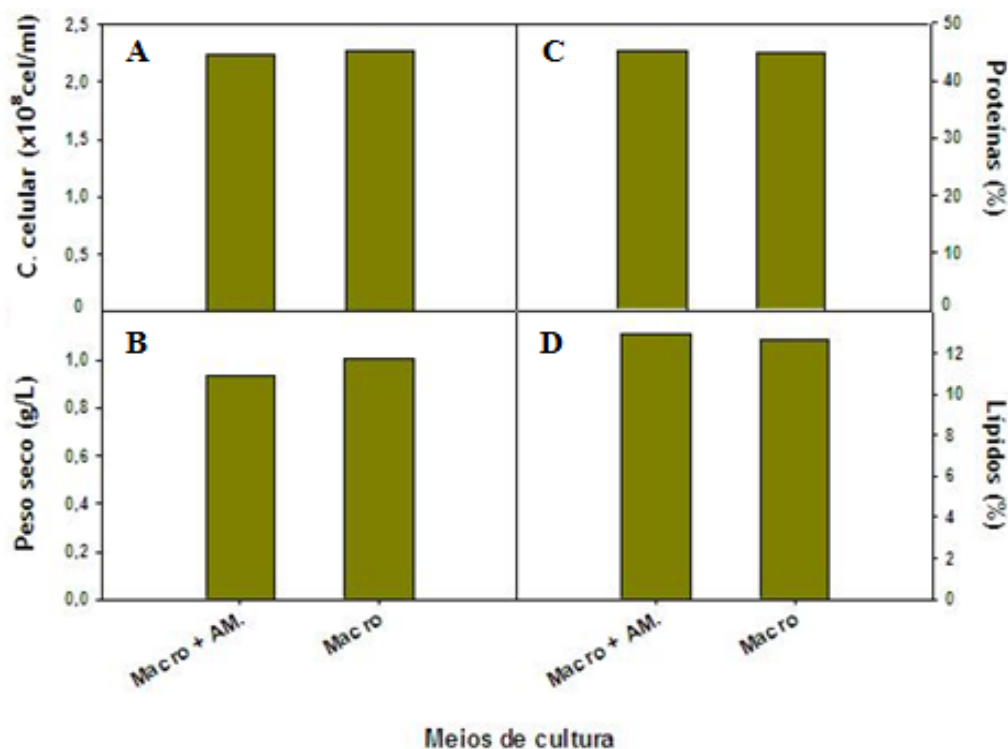 A
C. celular (x10⁸cel/ml)
2,5
2,0
1,5
1,0
0,5
0
C
50
40
30
20
10
0
Proteínas (%)
B
Peso seco (g/L)
1,0
0,8
0,6
0,4
0,2
0,0
D
12
10
8
6
4
2
0
Lípidos (%)
Macro + AM.
Macro
Macro + AM.
Macro
Meios de cultura